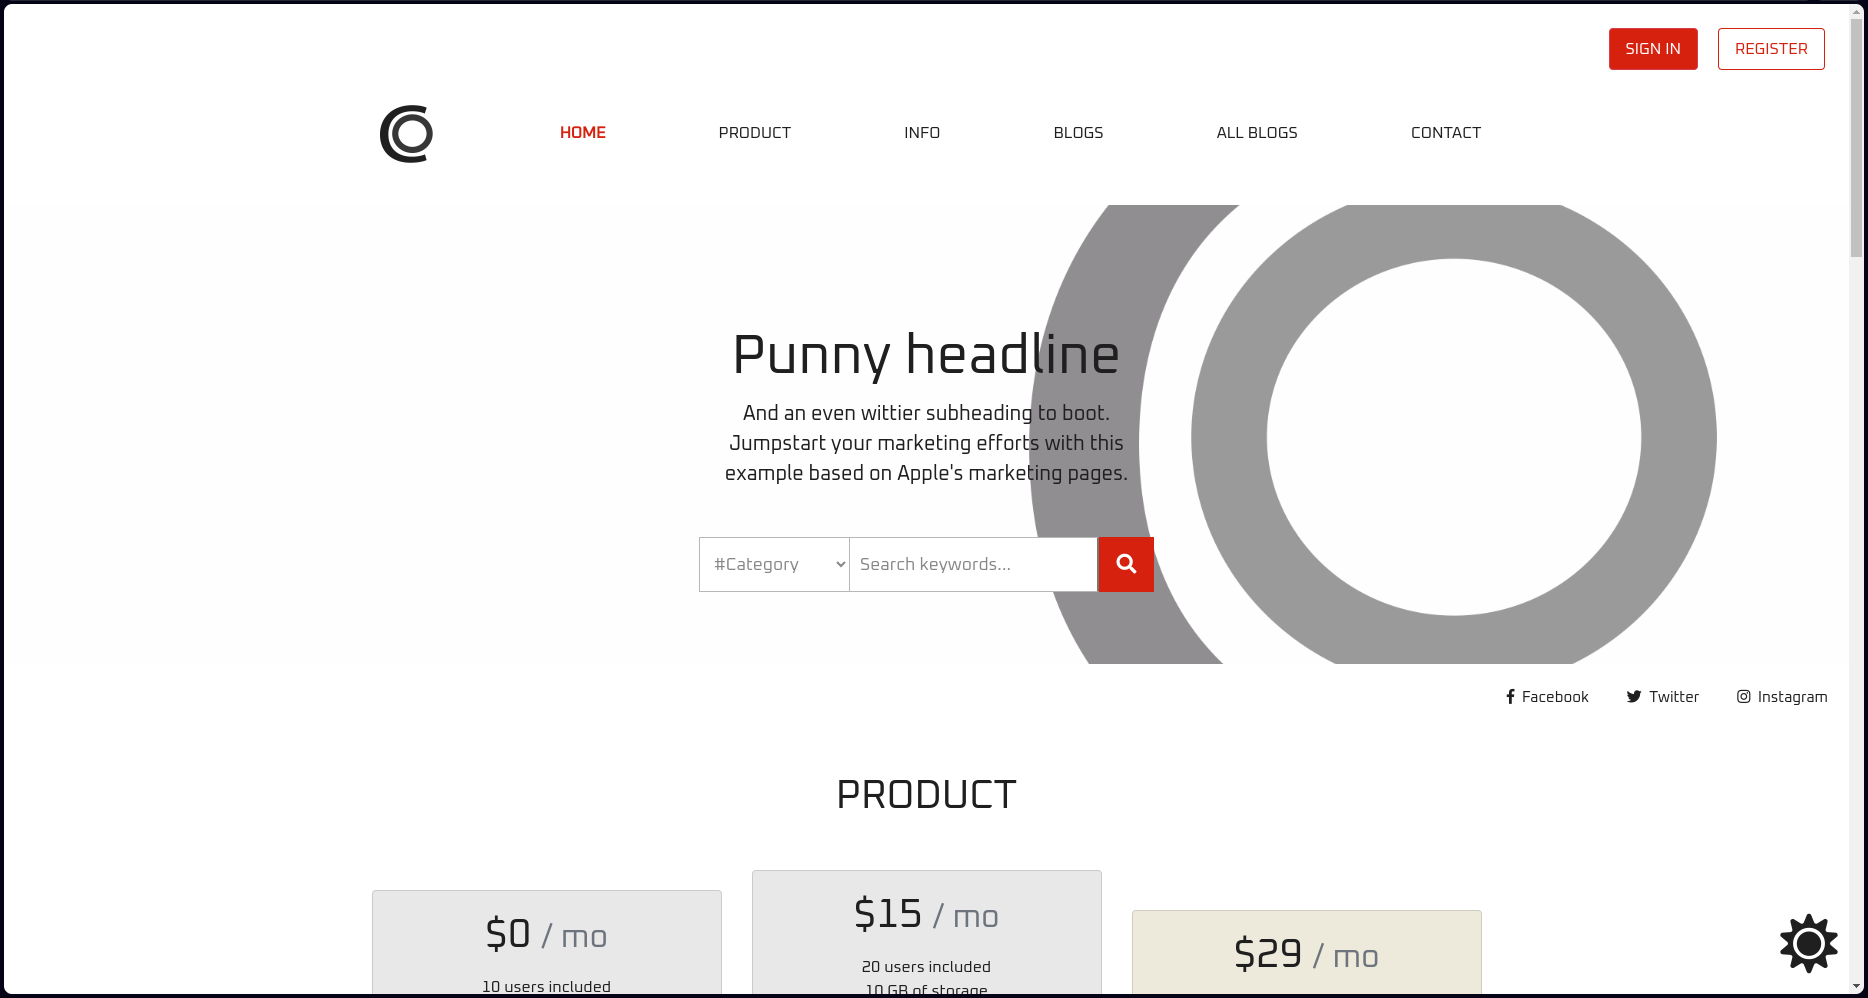 SIGN IN
REGISTER
HOME
PRODUCT
INFO
BLOGS
ALL BLOGS
CONTACT
Punny headline
And an even wittier subheading to boot.
Jumpstart your marketing efforts with this
example based on Apple's marketing pages.
#Category
Search keywords...
Facebook
Twitter
Instagram
PRODUCT
$0 / mo
10 users included
$15 / mo
20 users included
10 GB of storage
$29 / mo